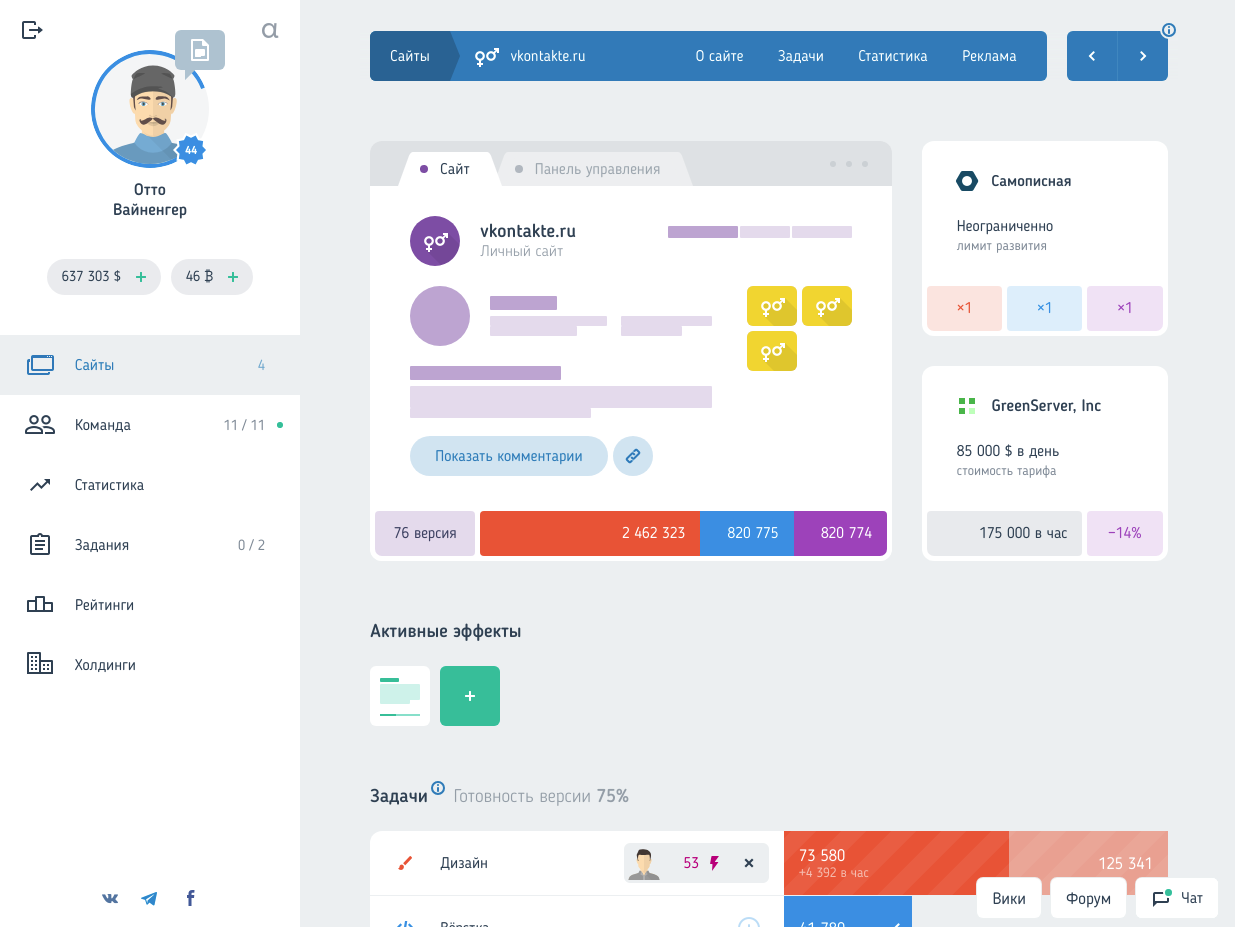 α
44
Отто
Вайненгер
637 303 $ +
46 ₿ +
Сайты 4
Команда 11 / 11
Статистика
Задания 0 / 2
Рейтинги
Холдинги
Сайты vkontakte.ru О сайте Задачи Статистика Реклама
Сайт Панель управления
vkontakte.ru
Личный сайт
Показать комментарии
76 версия 2 462 323 820 775 820 774
Самописная
Неограниченно
лимит развития
×1 ×1 ×1
GreenServer, Inc
85 000 $ в день
стоимость тарифа
175 000 в час −14%
Активные эффекты
+
Задачи Готовность версии 75%
Дизайн 53 73 580 125 341
+4 392 в час
Вёрстка 41 780
Вики Форум Чат